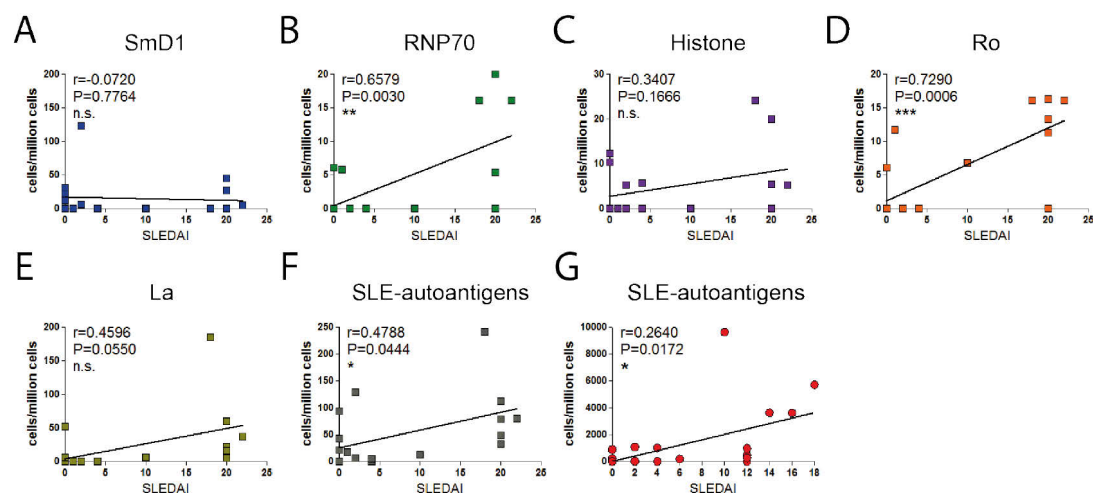 A
SmD1
r=-0.0720
P=0.7764
n.s.
cells/million cells
200
150
100
50
0
0 5 10 15 20 25
SLEDAI
B
RNP70
r=0.6579
P=0.0030
**
cells/million cells
20
15
10
5
0
0 5 10 15 20 25
SLEDAI
C
Histone
r=0.3407
P=0.1666
n.s.
cells/million cells
30
20
10
0
0 5 10 15 20 25
SLEDAI
D
Ro
r=0.7290
P=0.0006
***
cells/million cells
20
15
10
5
0
0 5 10 15 20 25
SLEDAI
E
La
r=0.4596
P=0.0550
n.s.
cells/million cells
200
150
100
50
0
0 5 10 15 20 25
SLEDAI
F
SLE-autoantigens
r=0.4788
P=0.0444
*
cells/million cells
250
200
150
100
50
0
0 5 10 15 20 25
SLEDAI
G
SLE-autoantigens
r=0.2640
P=0.0172
*
cells/million cells
10000
8000
6000
4000
2000
0
0 2 4 6 8 10 12 14 16 18
SLEDAI